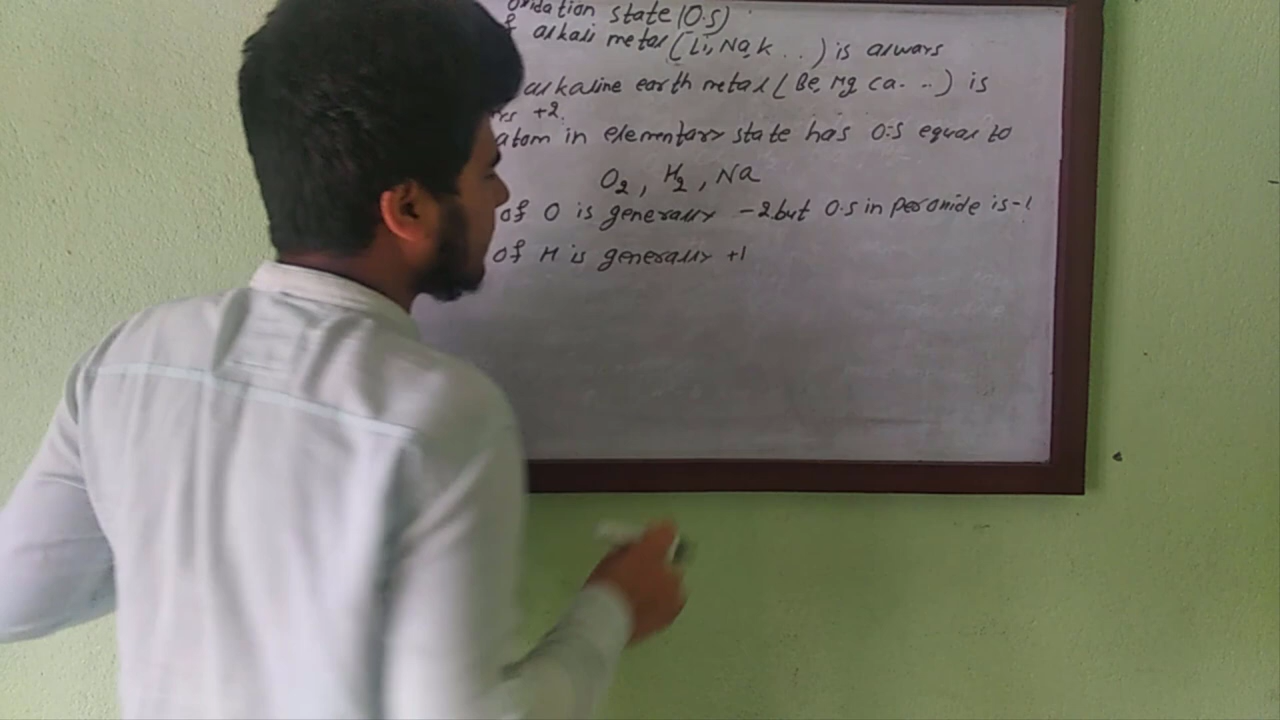 oxidation state (O.S)
f alkali metal (Li, Na, K . . ) is always
alkaline earth metal (Be, Mg Ca. ..) is
ys +2.
atom in elementary state has O.S equal to
O2, H2, Na
of O is generally -2 but O.S in peroxide is -1
of H is generally +1